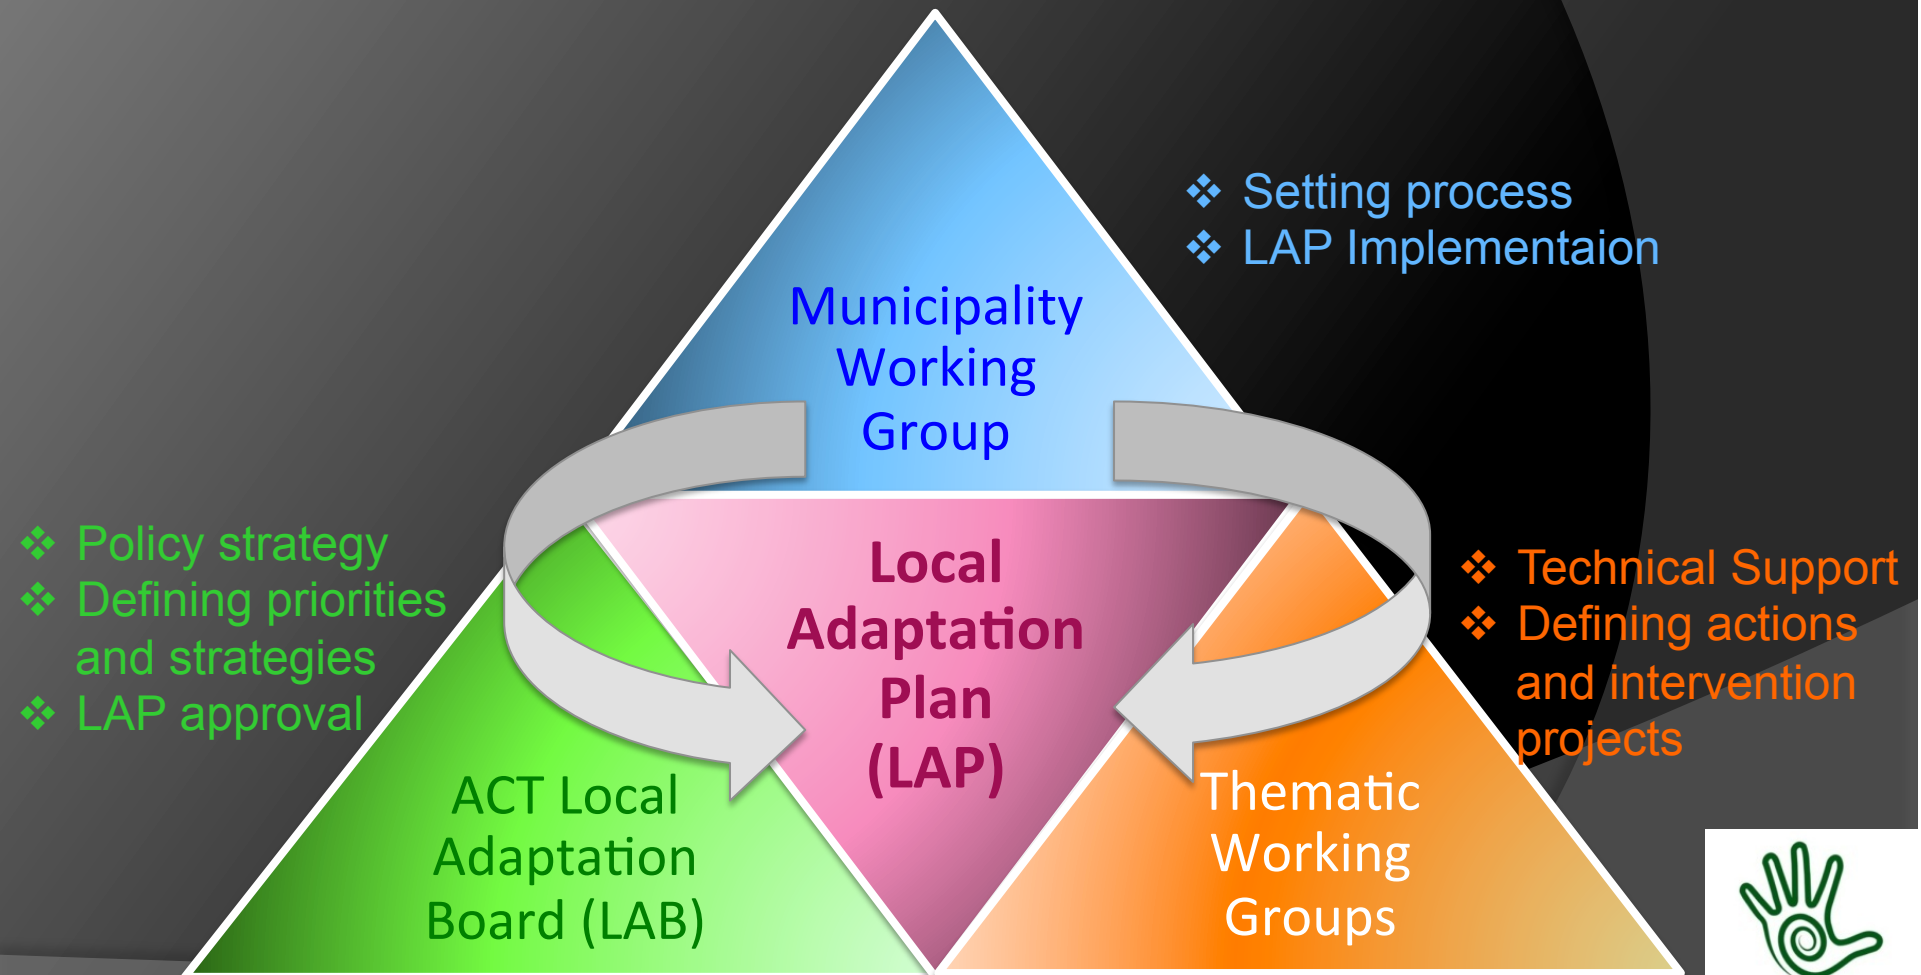 Setting process
LAP Implementaion
Municipality
Working
Group
Policy strategy
Defining priorities
and strategies
LAP approval
Local
Adaptation
Plan
(LAP)
Technical Support
Defining actions
and intervention
projects
ACT Local
Adaptation
Board (LAB)
Thematic
Working
Groups